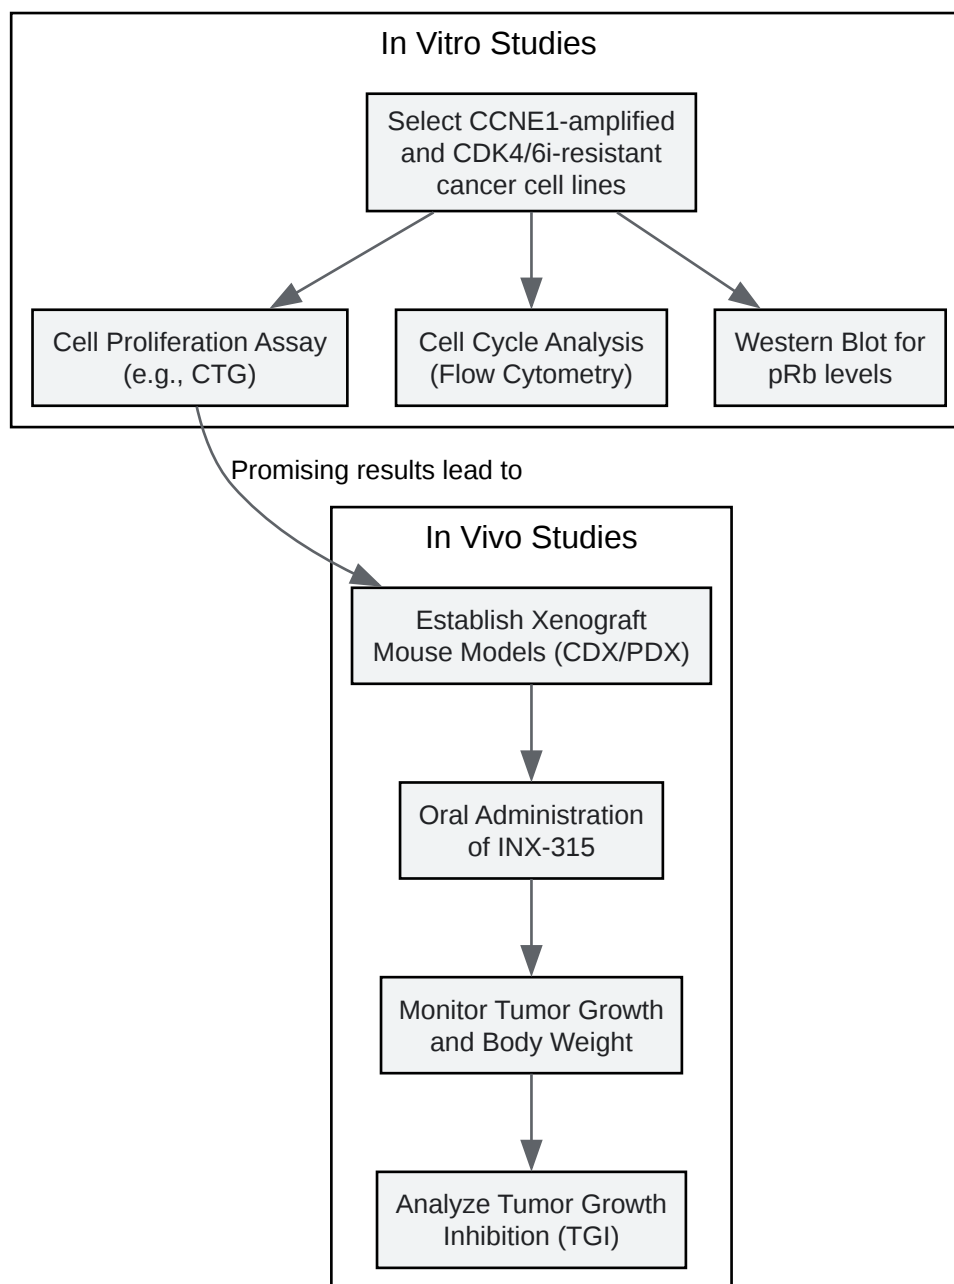 In Vitro Studies
Select CCNE1-amplified
and CDK4/6i-resistant
cancer cell lines
Cell Proliferation Assay
(e.g., CTG)
Cell Cycle Analysis
(Flow Cytometry)
Western Blot for
pRb levels
Promising results lead to
In Vivo Studies
Establish Xenograft
Mouse Models (CDX/PDX)
Oral Administration
of INX-315
Monitor Tumor Growth
and Body Weight
Analyze Tumor Growth
Inhibition (TGI)